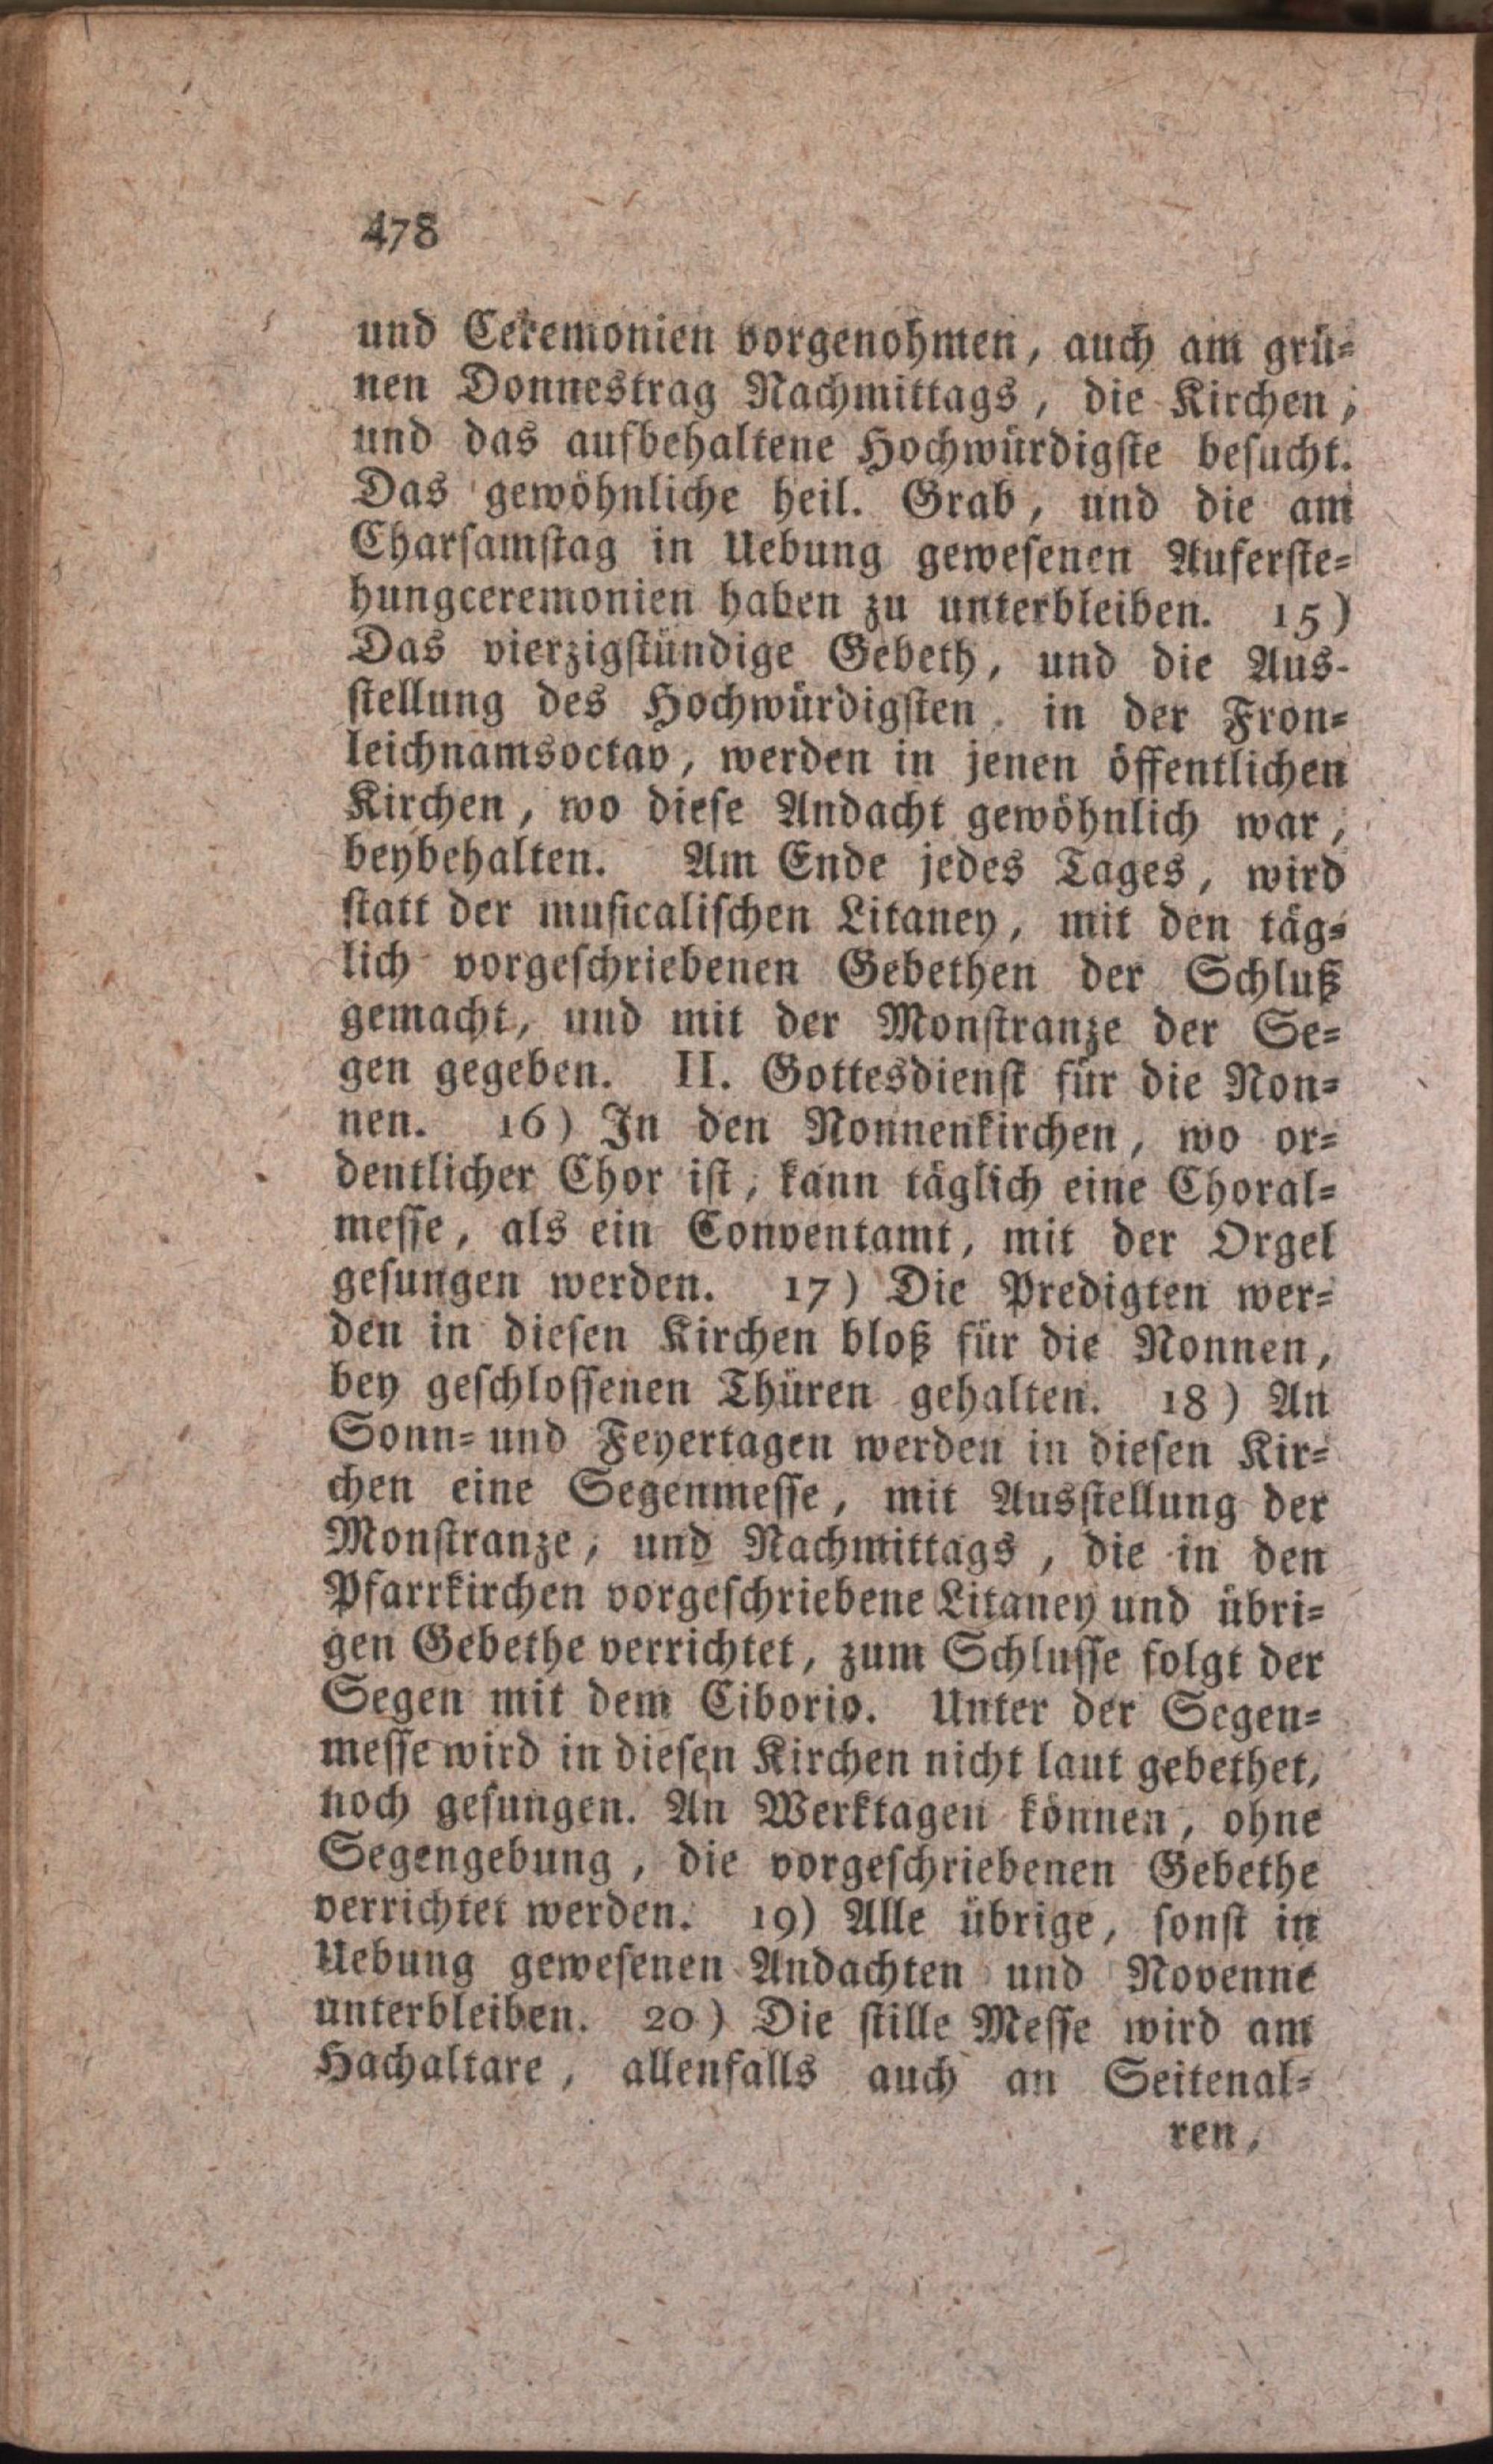 478
und Ceremonien vorgenohmen, auch am grü=
nen Donnestrag Nachmittags, die Kirchen,
und das aufbehaltene Hochwürdigste besucht.
Das gewöhnliche heil. Grab, und die am
Charsamstag in Uebung gewesenen Auferste=
hungceremonien haben zu unterbleiben. 15)
Das vierzigstündige Gebeth, und die Aus-
stellung des Hochwürdigsten in der Fron=
leichnamsoctav, werden in jenen öffentlichen
Kirchen, wo diese Andacht gewöhnlich war,
beybehalten. Am Ende jedes Tages, wird
statt der musicalischen Litaney, mit den täg=
lich vorgeschriebenen Gebethen der Schluß
gemacht, und mit der Monstranze der Se=
gen gegeben. II. Gottesdienst für die Non=
nen. 16) In den Nonnenkirchen, wo or=
dentlicher Chor ist, kann täglich eine Choral=
messe, als ein Conventamt, mit der Orgel
gesungen werden. 17) Die Predigten wer=
den in diesen Kirchen bloß für die Nonnen,
bey geschlossenen Thüren gehalten. 18) An
Sonn= und Feyertagen werden in diesen Kir=
chen eine Segenmesse, mit Ausstellung der
Monstranze, und Nachmittags, die in den
Pfarrkirchen vorgeschriebene Litaney und übri=
gen Gebethe verrichtet, zum Schlusse folgt der
Segen mit dem Ciborio. Unter der Segen=
messe wird in diesen Kirchen nicht laut gebethet,
noch gesungen. An Werktagen können, ohne
Segengebung, die vorgeschriebenen Gebethe
verrichtet werden. 19) Alle übrige, sonst in
Uebung gewesenen Andachten und Novenne
unterbleiben. 20) Die stille Messe wird am
Hachaltare, allenfalls auch an Seitenal=
ren,